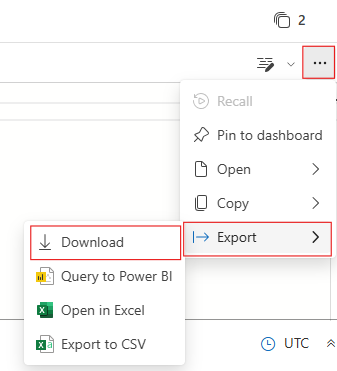 2
Recall
Pin to dashboard
Open
Copy
Export
Download
Query to Power BI
Open in Excel
Export to CSV
UTC